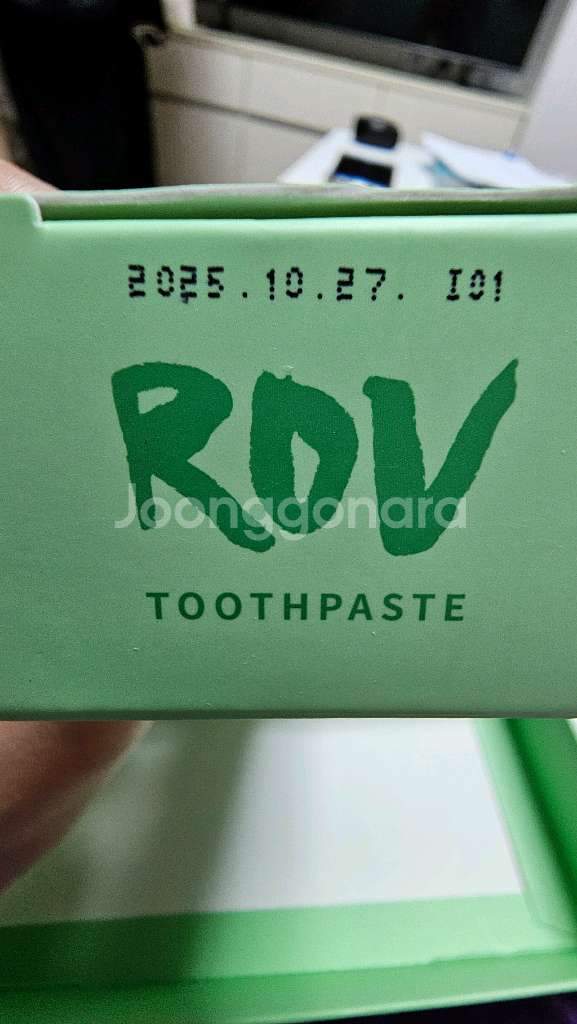 2025.10.27. I01
RDV
Joonggonara
TOOTHPASTE